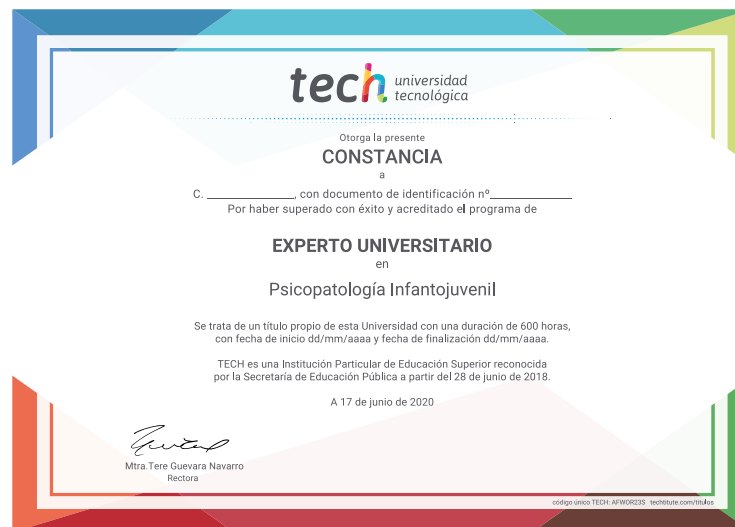 tech universidad
tecnológica
Otorga la presente
CONSTANCIA
a
C. ______________, con documento de identificación nº______________
Por haber superado con éxito y acreditado el programa de
EXPERTO UNIVERSITARIO
en
Psicopatología Infantojuvenil
Se trata de un título propio de esta Universidad con una duración de 600 horas,
con fecha de inicio dd/mm/aaaa y fecha de finalización dd/mm/aaaa.
TECH es una Institución Particular de Educación Superior reconocida
por la Secretaría de Educación Pública a partir del 28 de junio de 2018.
A 17 de junio de 2020
Mtra.Tere Guevara Navarro
Rectora
código único TECH: AFWOR23S techtitute.com/titulos